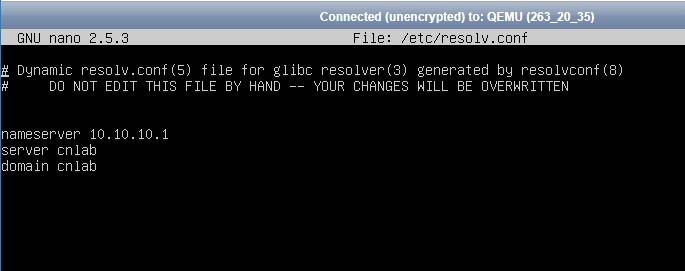 Connected (unencrypted) to: QEMU (263_20_35)
GNU nano 2.5.3 File: /etc/resolv.conf
# Dynamic resolv.conf(5) file for glibc resolver(3) generated by resolvconf(8)
#     DO NOT EDIT THIS FILE BY HAND -- YOUR CHANGES WILL BE OVERWRITTEN
nameserver 10.10.10.1
server cnlab
domain cnlab